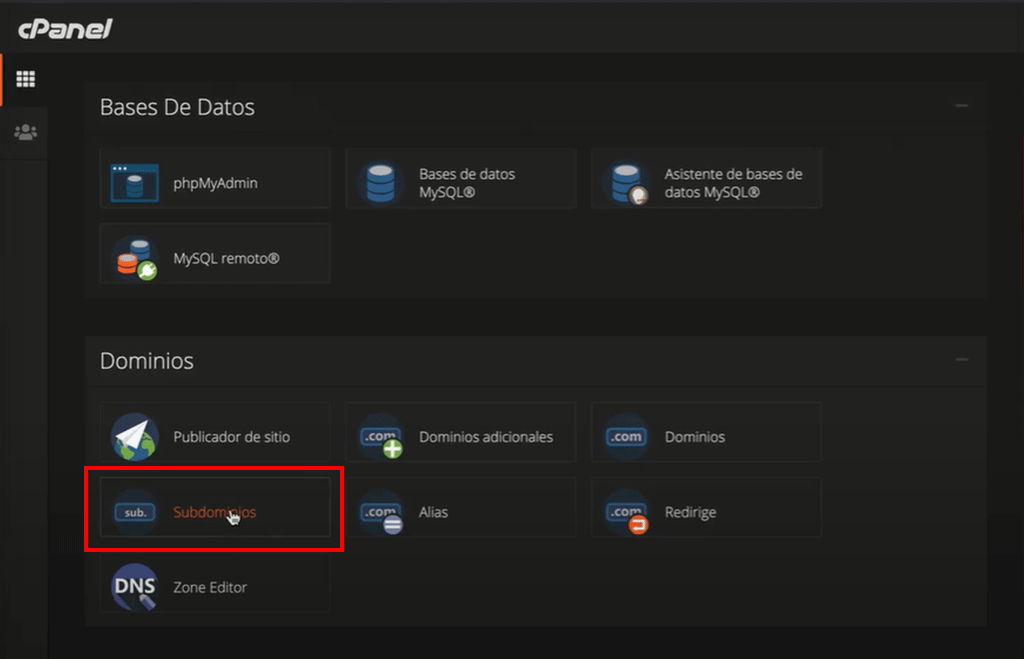 cPanel
Bases De Datos
phpMyAdmin
Bases de datos
MySQL®
Asistente de bases de
datos MySQL®
MySQL remoto®
Dominios
Publicador de sitio
.com
Dominios adicionales
.com
Dominios
sub.
Subdominios
.com
Alias
.com
Redirige
DNS
Zone Editor